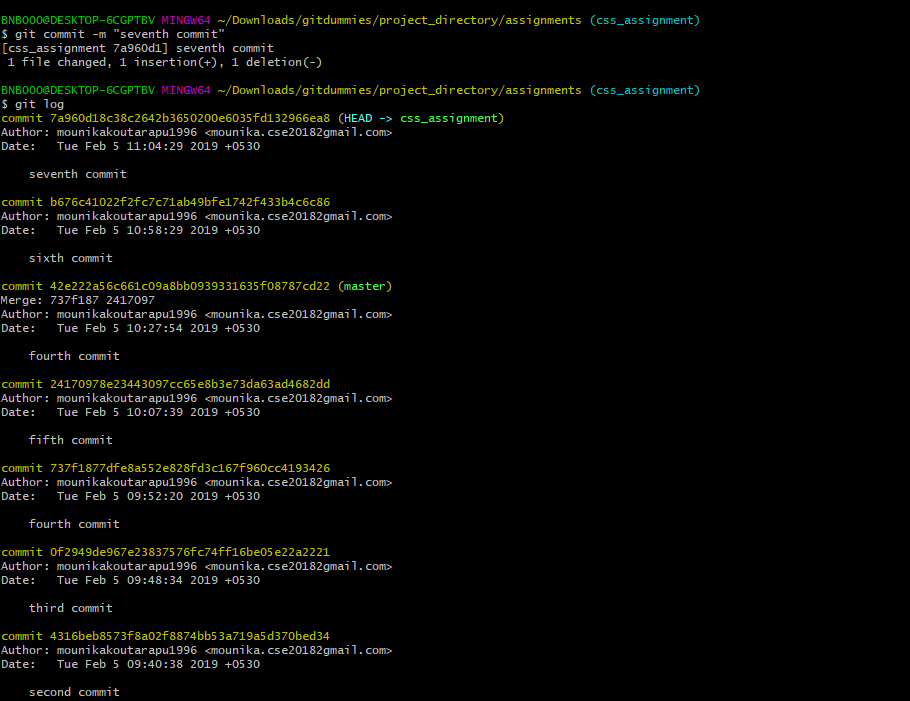 BNBOOO@DESKTOP-6CGPTBV MINGW64 ~/Downloads/gitdummies/project_directory/assignments (css_assignment)
$ git commit -m "seventh commit"
[css_assignment 7a960d1] seventh commit
 1 file changed, 1 insertion(+), 1 deletion(-)

BNBOOO@DESKTOP-6CGPTBV MINGW64 ~/Downloads/gitdummies/project_directory/assignments (css_assignment)
$ git log
commit 7a960d18c38c2642b3650200e6035fd132966ea8 (HEAD -> css_assignment)
Author: mounikakoutarapu1996 <mounika.cse20182gmail.com>
Date:   Tue Feb 5 11:04:29 2019 +0530

    seventh commit

commit b676c41022f2fc7c71ab49bfe1742f433b4c6c86
Author: mounikakoutarapu1996 <mounika.cse20182gmail.com>
Date:   Tue Feb 5 10:58:29 2019 +0530

    sixth commit

commit 42e222a56c661c09a8bb0939331635f08787cd22 (master)
Merge: 737f187 2417097
Author: mounikakoutarapu1996 <mounika.cse20182gmail.com>
Date:   Tue Feb 5 10:27:54 2019 +0530

    fourth commit

commit 24170978e23443097cc65e8b3e73da63ad4682dd
Author: mounikakoutarapu1996 <mounika.cse20182gmail.com>
Date:   Tue Feb 5 10:07:39 2019 +0530

    fifth commit

commit 737f1877dfe8a552e828fd3c167f960cc4193426
Author: mounikakoutarapu1996 <mounika.cse20182gmail.com>
Date:   Tue Feb 5 09:52:20 2019 +0530

    fourth commit

commit 0f2949de967e23837576fc74ff16be05e22a2221
Author: mounikakoutarapu1996 <mounika.cse20182gmail.com>
Date:   Tue Feb 5 09:48:34 2019 +0530

    third commit

commit 4316beb8573f8a02f8874bb53a719a5d370bed34
Author: mounikakoutarapu1996 <mounika.cse20182gmail.com>
Date:   Tue Feb 5 09:40:38 2019 +0530

    second commit